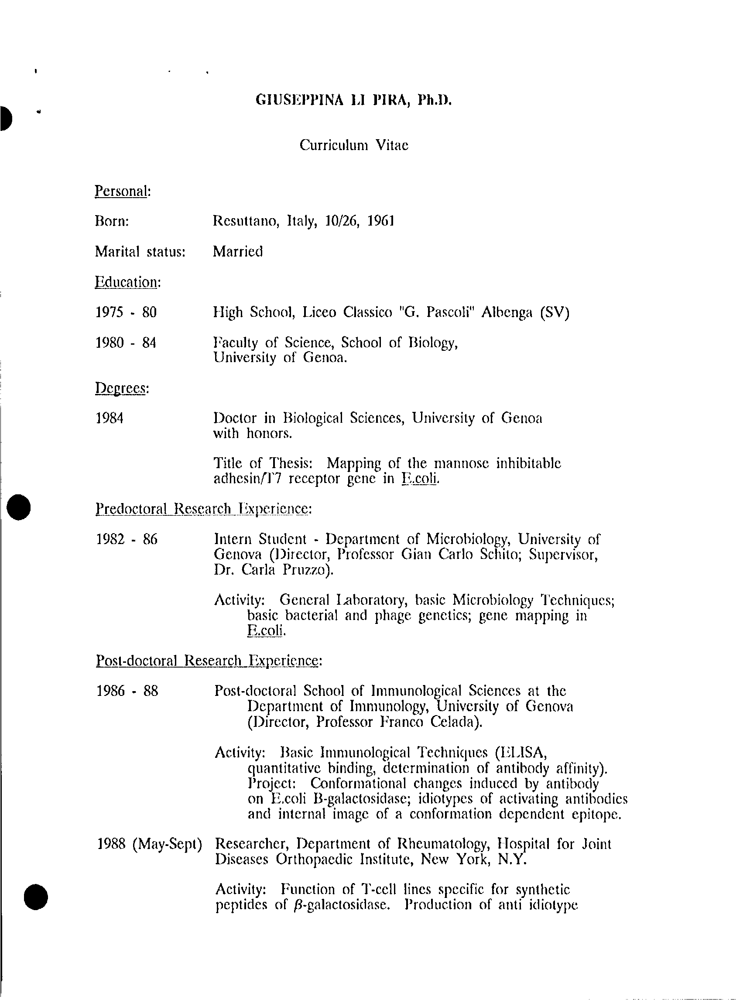 GIUSEPPINA LI PIRA, Ph.D.
Curriculum Vitae
Personal:
Born: Resuttano, Italy, 10/26, 1961
Marital status: Married
Education:
1975 - 80 High School, Liceo Classico "G. Pascoli" Albenga (SV)
1980 - 84 Faculty of Science, School of Biology,
University of Genoa.
Degrees:
1984 Doctor in Biological Sciences, University of Genoa
with honors.
Title of Thesis: Mapping of the mannose inhibitable
adhesin/T7 receptor gene in E.coli.
Predoctoral Research Experience:
1982 - 86 Intern Student - Department of Microbiology, University of
Genova (Director, Professor Gian Carlo Schito; Supervisor,
Dr. Carla Pruzzo).
Activity: General Laboratory, basic Microbiology Techniques;
basic bacterial and phage genetics; gene mapping in
E.coli.
Post-doctoral Research Experience:
1986 - 88 Post-doctoral School of Immunological Sciences at the
Department of Immunology, University of Genova
(Director, Professor Franco Celada).
Activity: Basic Immunological Techniques (ELISA,
quantitative binding, determination of antibody affinity).
Project: Conformational changes induced by antibody
on E.coli B-galactosidase; idiotypes of activating antibodies
and internal image of a conformation dependent epitope.
1988 (May-Sept) Researcher, Department of Rheumatology, Hospital for Joint
Diseases Orthopaedic Institute, New York, N.Y.
Activity: Function of T-cell lines specific for synthetic
peptides of β-galactosidase. Production of anti idiotype